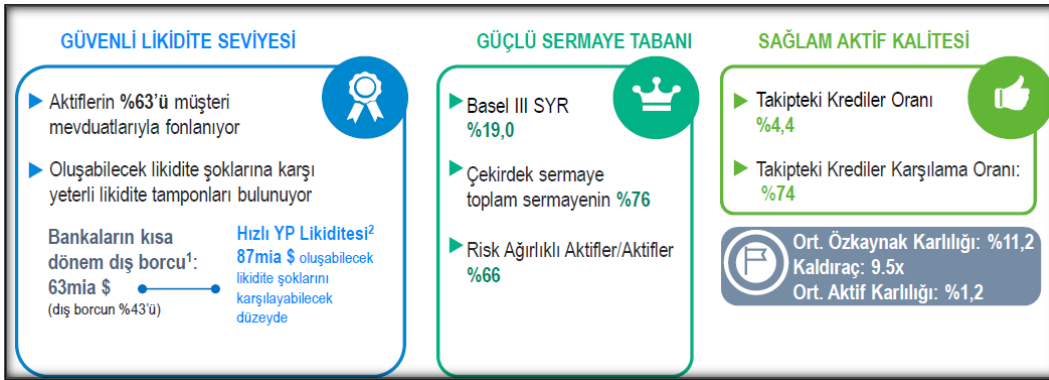 GÜVENLİ LİKİDİTE SEVİYESİ
Aktiflerin %63'ü müşteri
mevduatlarıyla fonlanıyor
Oluşabilecek likidite şoklarına karşı
yeterli likidite tamponları bulunuyor
Bankaların kısa
dönem dış borcu¹:
63mia $
(dış borcun %43'ü)
Hızlı YP Likiditesi²
87mia $ oluşabilecek
likidite şoklarını
karşılayabilecek
düzeyde
GÜÇLÜ SERMAYE TABANI
Basel III SYR
%19,0
Çekirdek sermaye
toplam sermayenin %76
Risk Ağırlıklı Aktifler/Aktifler
%66
SAĞLAM AKTİF KALİTESİ
Takipteki Krediler Oranı
%4,4
Takipteki Krediler Karşılama Oranı:
%74
Ort. Özkaynak Karlılığı: %11,2
Kaldıraç: 9.5x
Ort. Aktif Karlılığı: %1,2